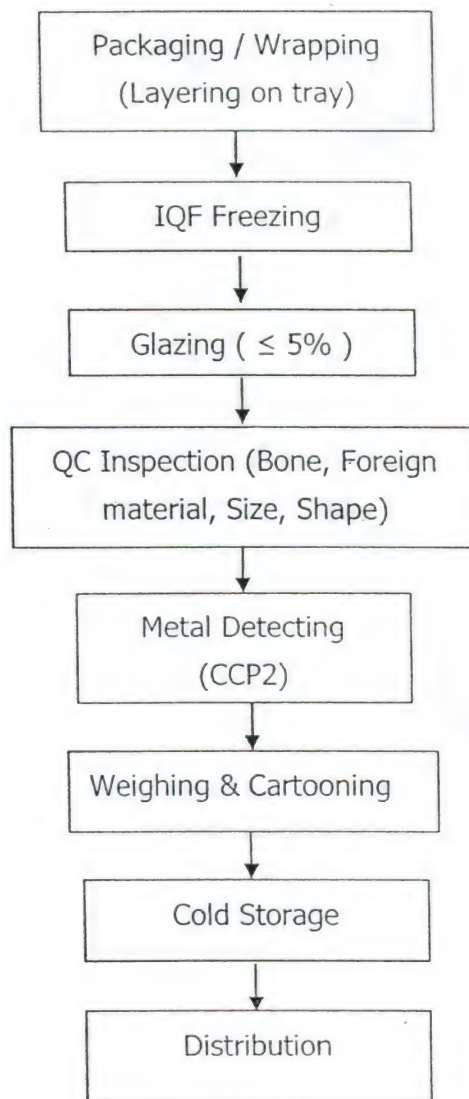 Packaging / Wrapping
(Layering on tray)
IQF Freezing
Glazing ( ≤ 5% )
QC Inspection (Bone, Foreign
material, Size, Shape)
Metal Detecting
(CCP2)
Weighing & Cartooning
Cold Storage
Distribution